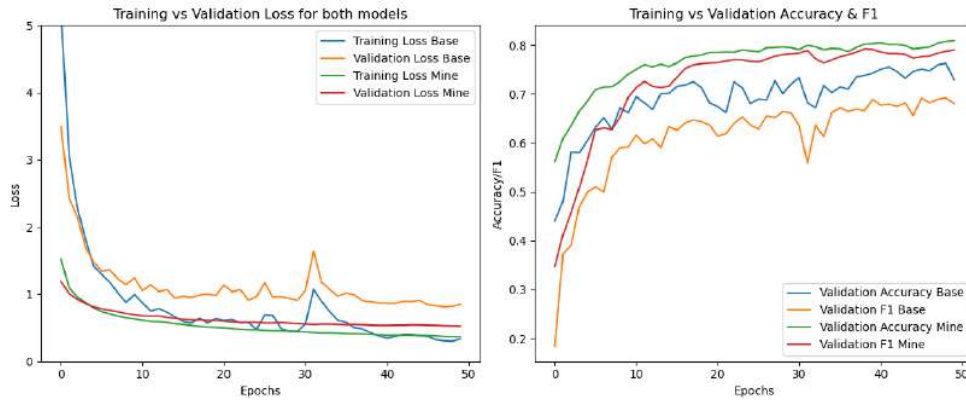 Training vs Validation Loss for both models
5
4
3
2
1
0
Loss
0
10
20
30
40
50
Epochs
Training Loss Base
Validation Loss Base
Training Loss Mine
Validation Loss Mine
Training vs Validation Accuracy & F1
0.8
0.7
0.6
0.5
0.4
0.3
0.2
Accuracy/F1
0
10
20
30
40
50
Epochs
Validation Accuracy Base
Validation F1 Base
Validation Accuracy Mine
Validation F1 Mine